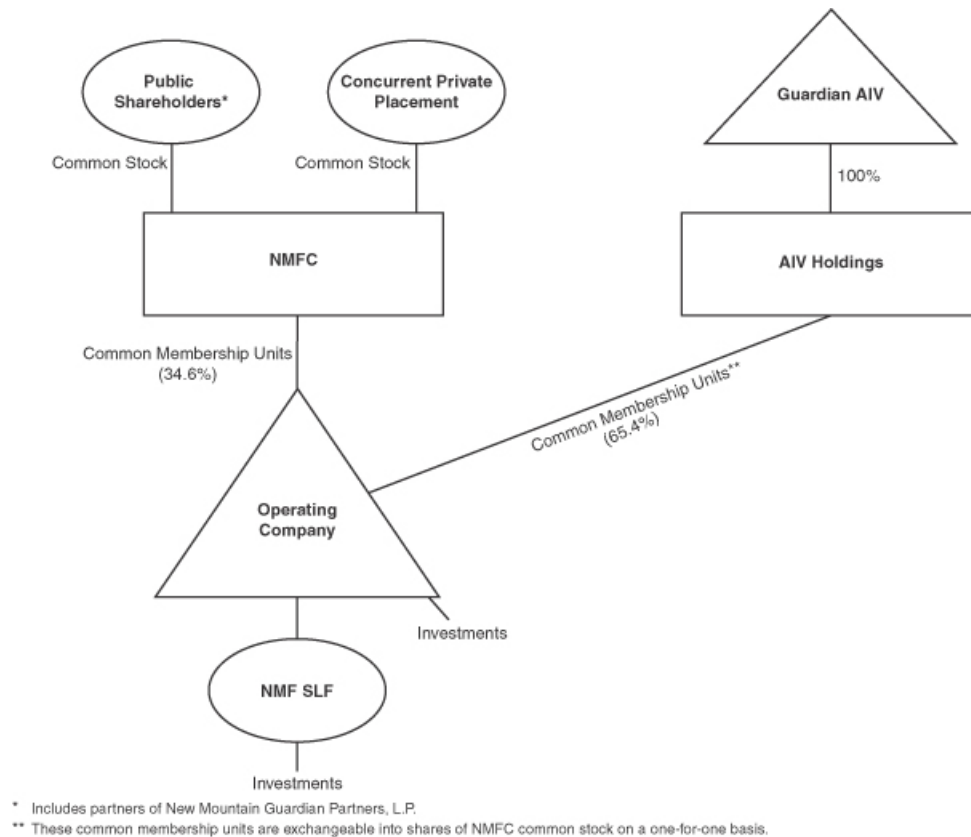 Public
Shareholders*
Concurrent Private
Placement
Guardian AIV
Common Stock
Common Stock
100%
NMFC
AIV Holdings
Common Membership Units
(34.6%)
Common Membership Units**
(65.4%)
Operating
Company
Investments
NMF SLF
Investments
* Includes partners of New Mountain Guardian Partners, L.P.
** These common membership units are exchangeable into shares of NMFC common stock on a one-for-one basis.